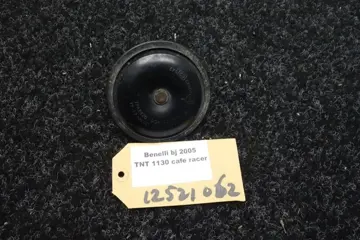 Benelli bj 2005
TNT 1130 cafe racer
12521062